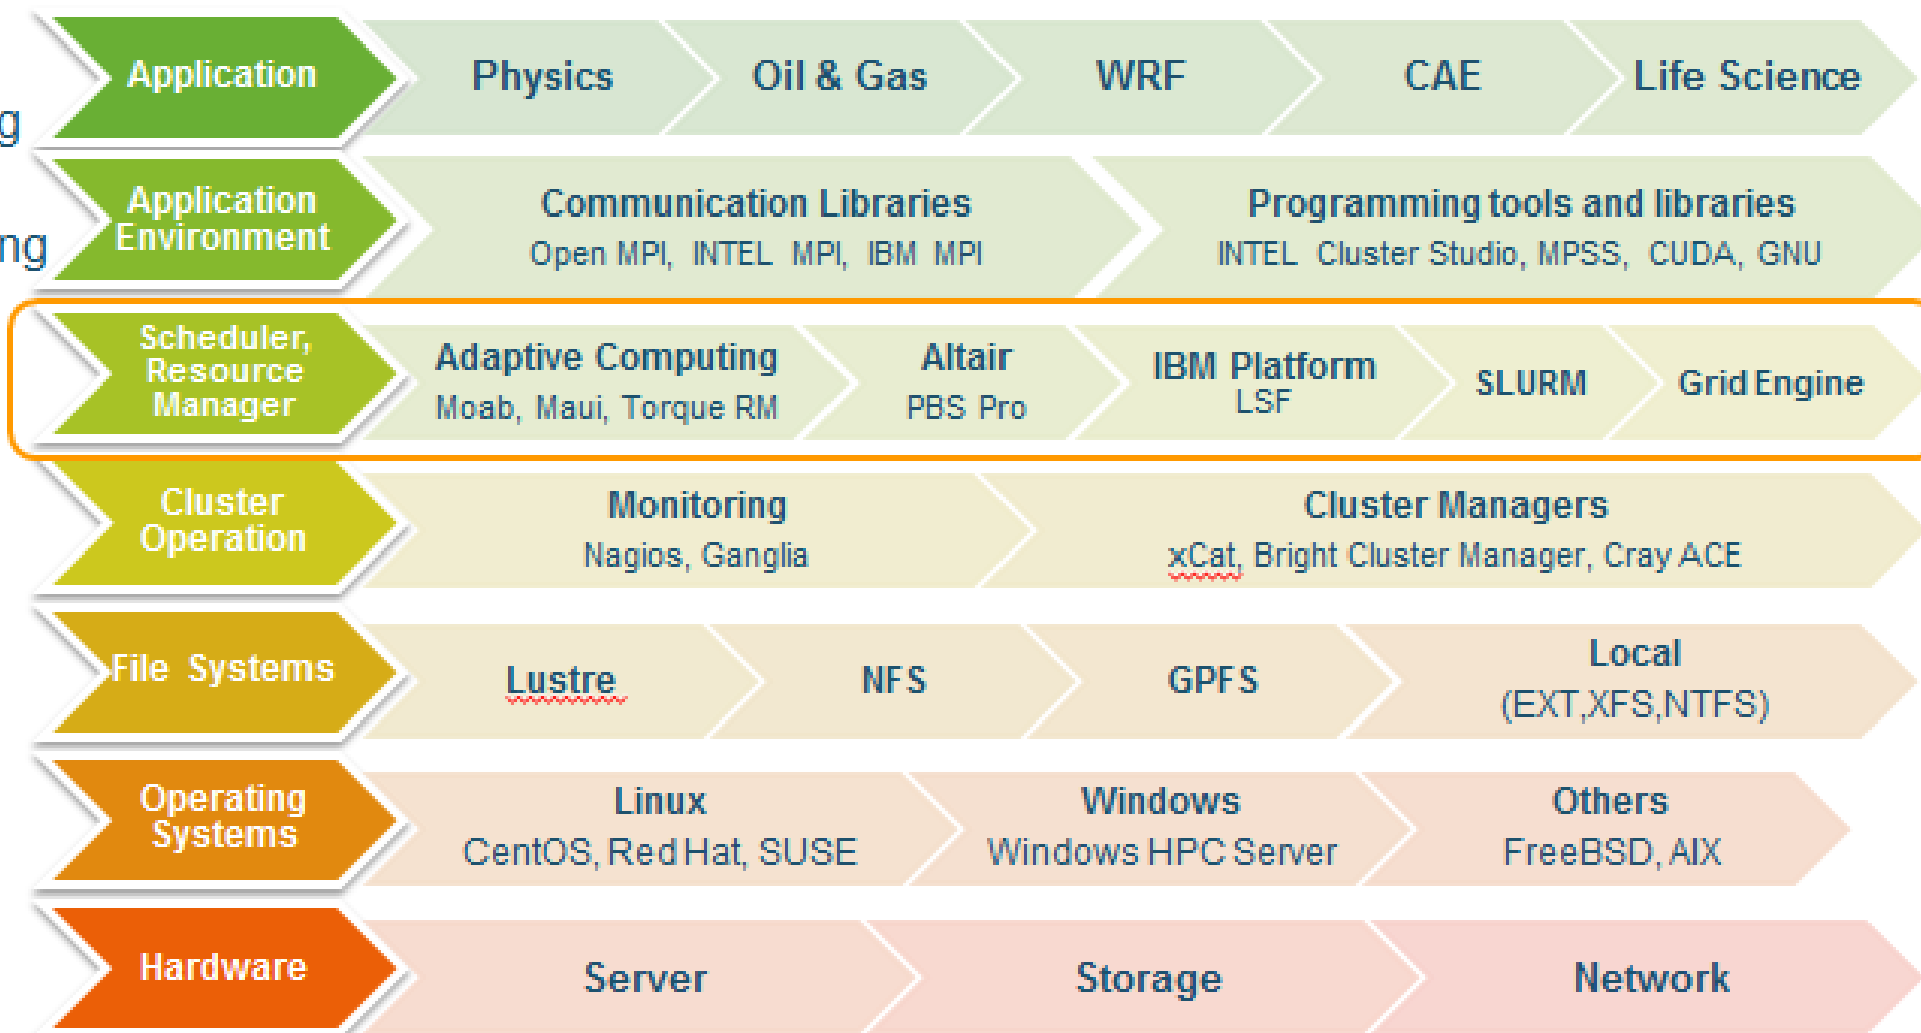 Application
Physics
Oil & Gas
WRF
CAE
Life Science
g
Application
Environment
Communication Libraries
Open MPI, INTEL MPI, IBM MPI
Programming tools and libraries
INTEL Cluster Studio, MPSS, CUDA, GNU
ng
Scheduler,
Resource
Manager
Adaptive Computing
Moab, Maui, Torque RM
Altair
PBS Pro
IBM Platform
LSF
SLURM
Grid Engine
Cluster
Operation
Monitoring
Nagios, Ganglia
Cluster Managers
xCat, Bright Cluster Manager, Cray ACE
File Systems
Lustre
NFS
GPFS
Local
(EXT,XFS,NTFS)
Operating
Systems
Linux
CentOS, Red Hat, SUSE
Windows
Windows HPC Server
Others
FreeBSD, AIX
Hardware
Server
Storage
Network